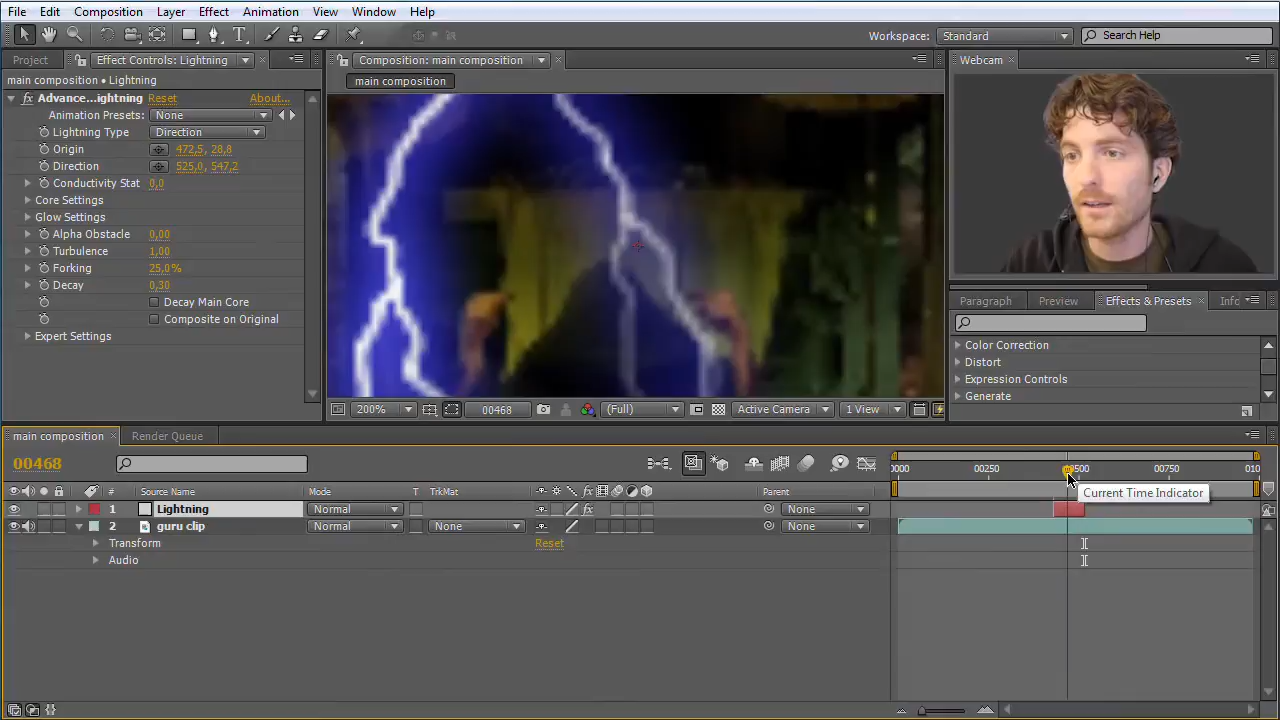 File Edit Composition Layer Effect Animation View Window Help
Workspace: Standard Search Help
Project Effect Controls: Lightning Composition: main composition Webcam
main composition • Lightning main composition
fx Advance...ightning Reset About...
Animation Presets: None
Lightning Type Direction
Origin 472,5, 28,8
Direction 525,0, 547,2
Conductivity Stat 0,0
Core Settings
Glow Settings
Alpha Obstacle 0,00
Turbulence 1,00
Forking 25,0%
Decay 0,30
Decay Main Core
Composite on Original
Expert Settings
Paragraph Preview Effects & Presets Info
Color Correction
Distort
Expression Controls
Generate
200% 00468 (Full) Active Camera 1 View
main composition Render Queue
00468 0000 00250 00500 00750 010
# Source Name Mode T TrkMat fx Parent
1 Lightning Normal fx None
Current Time Indicator
2 guru clip Normal None None
Transform Reset
Audio